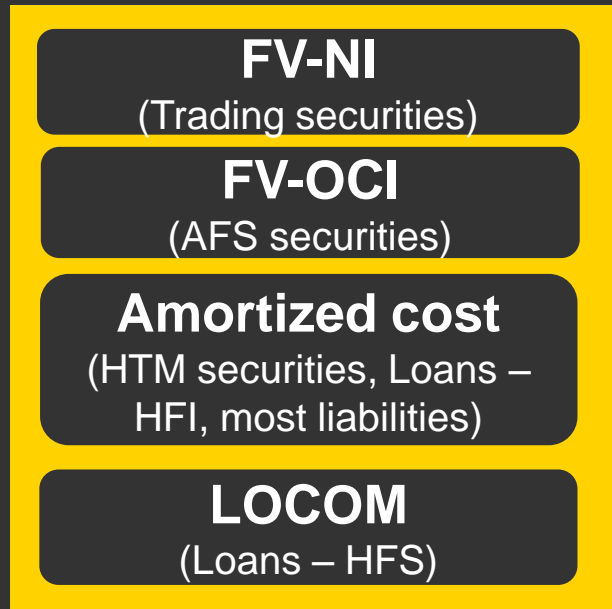 FV-NI
(Trading securities)
FV-OCI
(AFS securities)
Amortized cost
(HTM securities, Loans –
HFI, most liabilities)
LOCOM
(Loans – HFS)